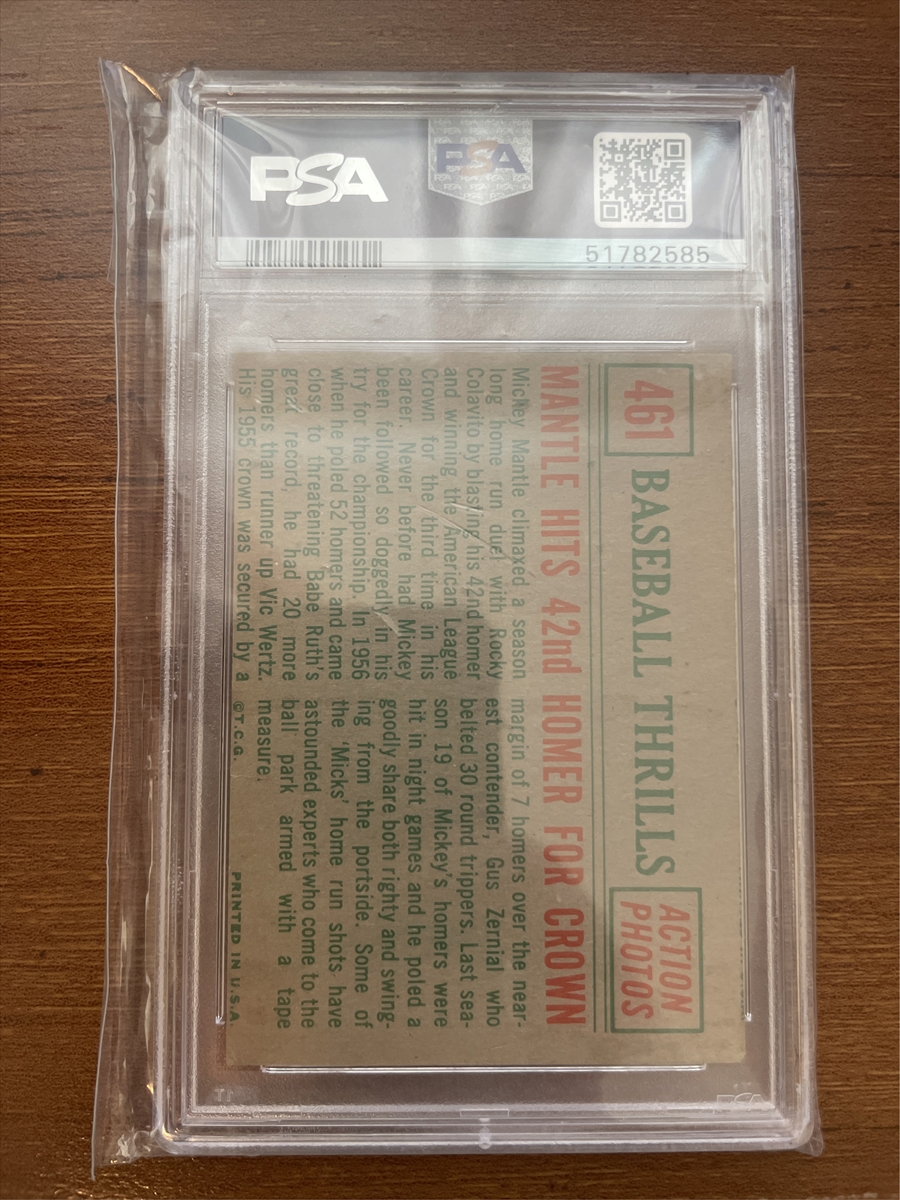 PSA
PSA
51782585
461 BASEBALL THRILLS ACTION PHOTOS
MANTLE HITS 42nd HOMER FOR CROWN
Mickey Mantle climaxed a season
long home run duel with Rocky
Colavito by blasting his 42nd homer
and winning the American League
Crown for the third time in his
career. Never before had Mickey
been followed so doggedly in his
try for the championship. In 1956
when he poled 52 homers and came
close to threatening Babe Ruth's
great record, he had 20 more
homers than runner up Vic Wertz.
His 1955 crown was secured by a
margin of 7 homers over the near-
est contender, Gus Zernial who
belted 30 round trippers. Last sea-
son 19 of Mickey's homers were
hit in night games and he poled a
goodly share both righty and swing-
ing from the portside. Some of
the 'Micks' home run shots have
astounded experts who come to the
ball park armed with a tape
measure.
©T.C.G. PRINTED IN U.S.A.
PSA